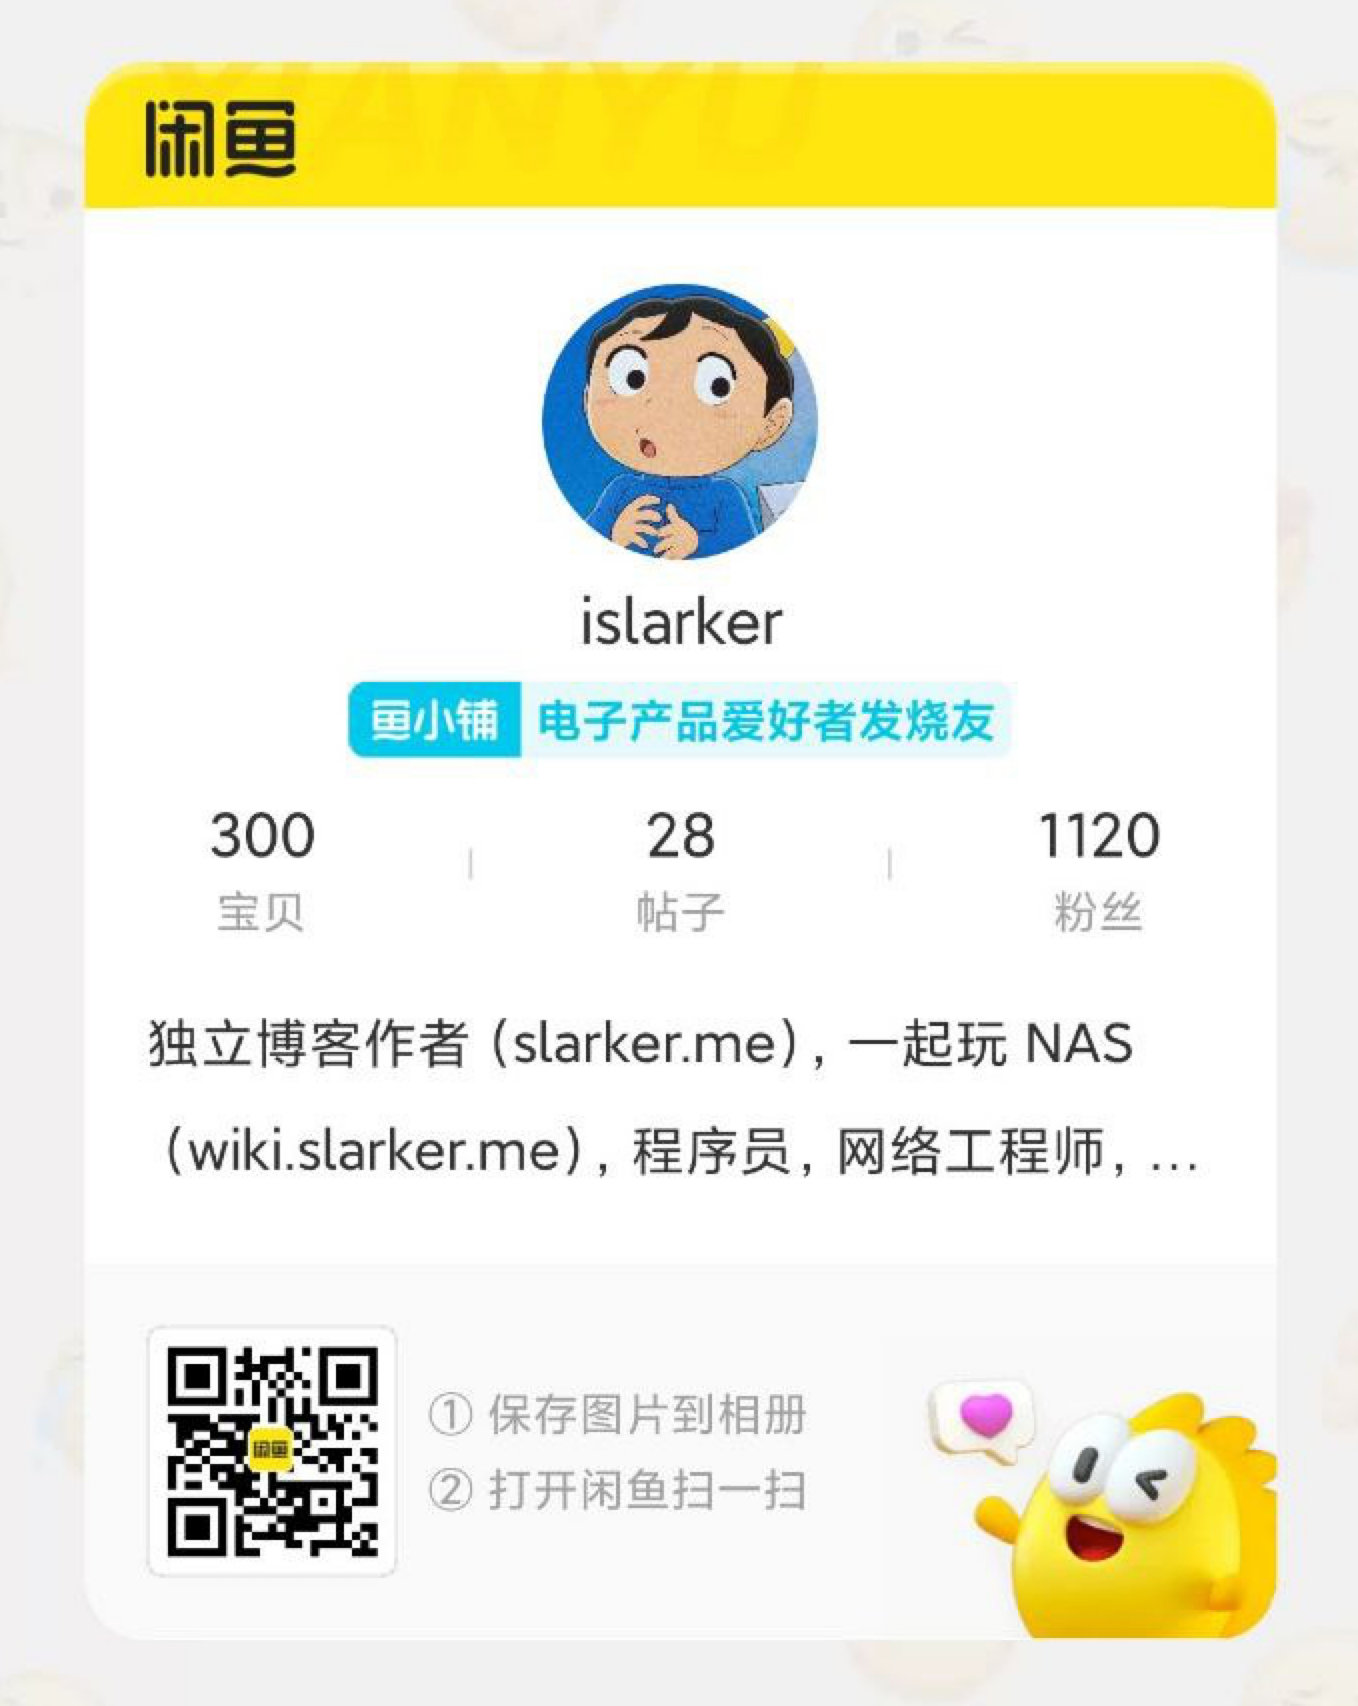 XIANYU
闲鱼
islarker
鱼小铺 电子产品爱好者发烧友
300 28 1120
宝贝 帖子 粉丝
独立博客作者（slarker.me），一起玩 NAS
（wiki.slarker.me），程序员，网络工程师，...
闲鱼
① 保存图片到相册
② 打开闲鱼扫一扫